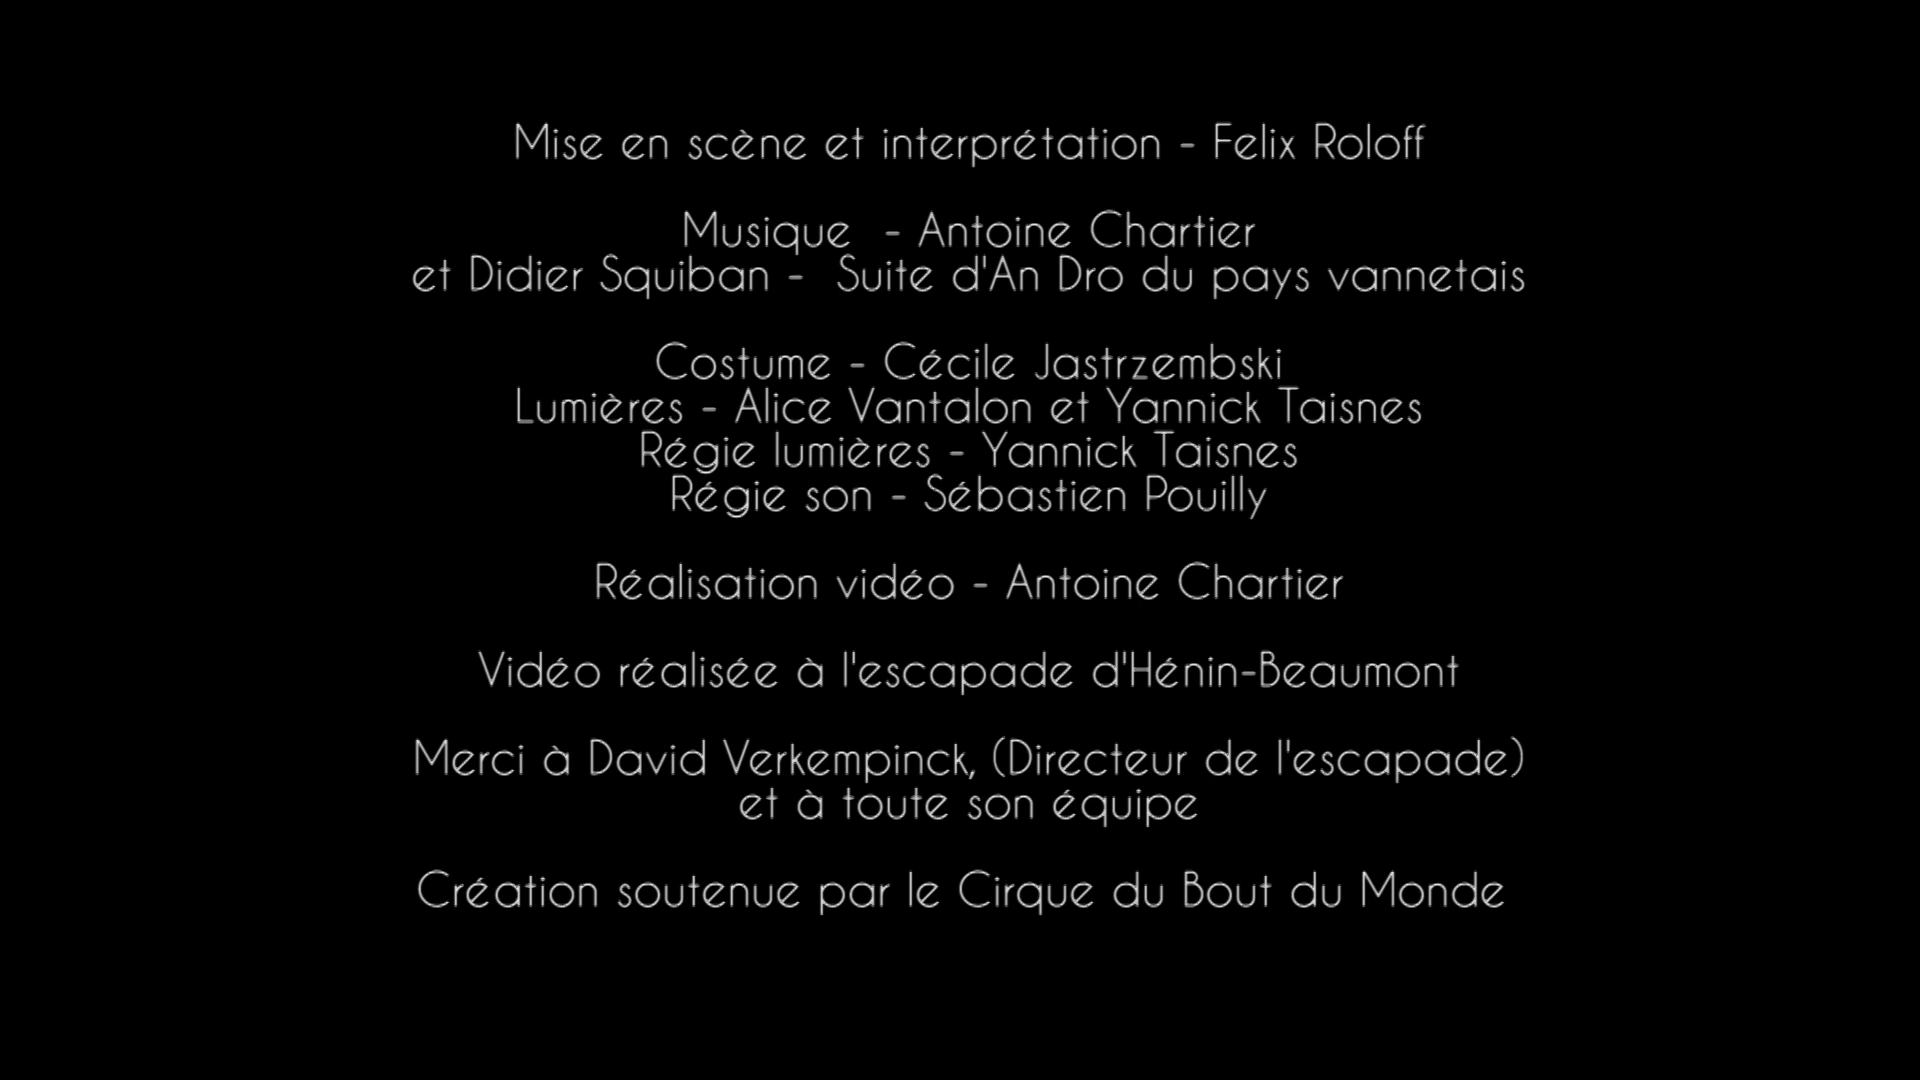 Mise en scène et interprétation - Felix Roloff
Musique  - Antoine Chartier
et Didier Squiban -  Suite d'An Dro du pays vannetais
Costume - Cécile Jastrzembski
Lumières - Alice Vantalon et Yannick Taisnes
Régie lumières - Yannick Taisnes
Régie son - Sébastien Pouilly
Réalisation vidéo - Antoine Chartier
Vidéo réalisée à l'escapade d'Hénin-Beaumont
Merci à David Verkempinck, (Directeur de l'escapade)
et à toute son équipe
Création soutenue par le Cirque du Bout du Monde